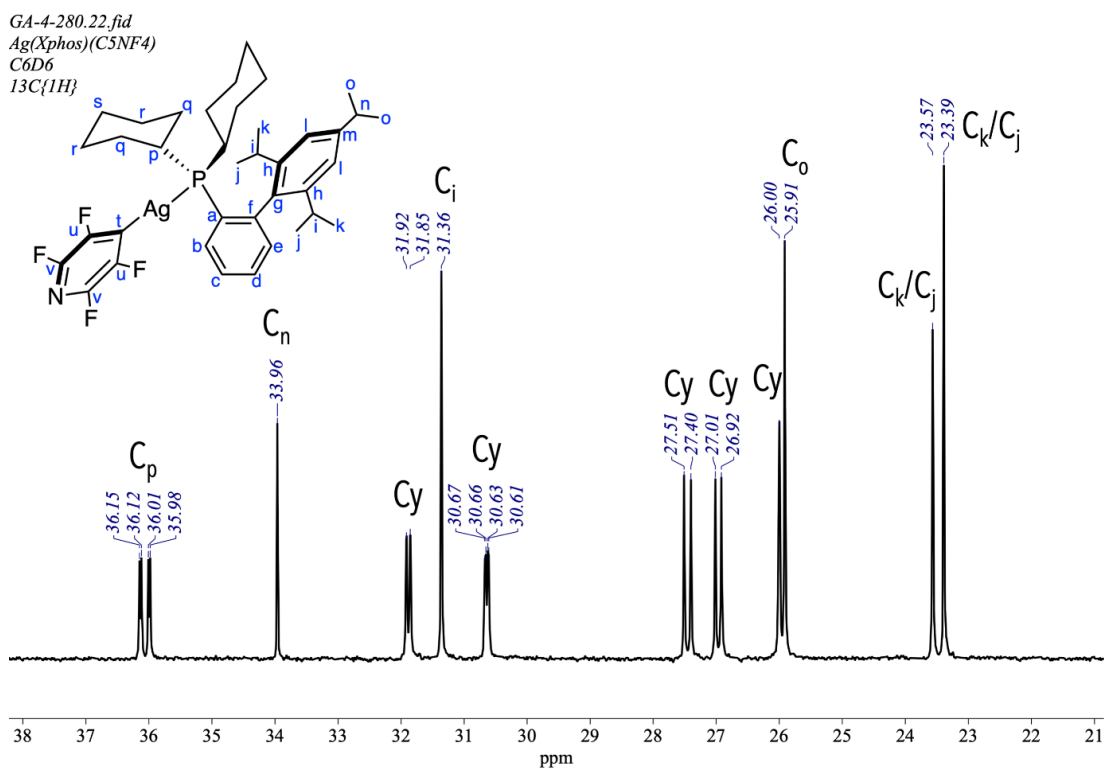 GA-4-280.22.fid
Ag(Xphos)(C5NF4)
C6D6
13C{1H}
s
r
q
r
q
p
o
n
o
k
l
m
i
j
h
l
P
g
h
Ag
a
f
i
k
j
F
t
u
b
e
F
v
F
u
c
d
N
v
F
Cp
36.15
36.12
36.01
35.98
Cn
33.96
Cy
31.92
31.85
Ci
31.36
Cy
30.67
30.66
30.63
30.61
Cy
27.51
27.40
Cy
27.01
26.92
Cy
Co
26.00
25.91
Ck/Cj
23.57
23.39
Ck/Cj
38 37 36 35 34 33 32 31 30 29 28 27 26 25 24 23 22 21
ppm